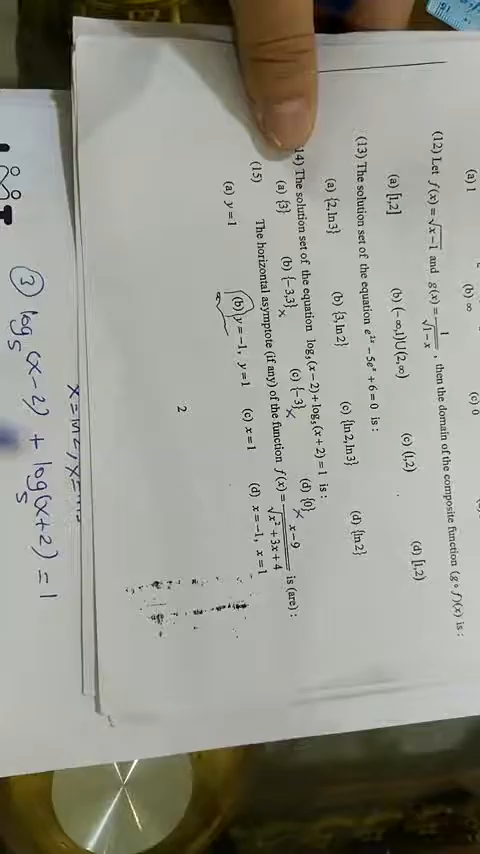 (a) 1 (b) ∞ (c) 0
(12) Let f(x) = √(x−1) and g(x) = 1/√(1−x), then the domain of the composite function (g∘f)(x) is :
(a) [1,2] (b) (−∞,1)∪(2,∞) (c) (1,2) (d) [1,2)
(13) The solution set of the equation e^{2x} − 5e^x + 6 = 0 is :
(a) {2,ln3} (b) {3,ln2} (c) {ln2,ln3} (d) {ln2}
14) The solution set of the equation log₅(x−2)+log₅(x+2)=1 is :
(a) {3} (b) {−3,3} × (c) {−3} × (d) {0} ×
(15) The horizontal asymptote (if any) of the function f(x) = (x−9)/√(x²+3x+4) is (are) :
(a) y=1 (b) y=−1, y=1 (c) x=1 (d) x=−1, x=1
2
③ log₅(x-2) + log₅(x+2) = 1